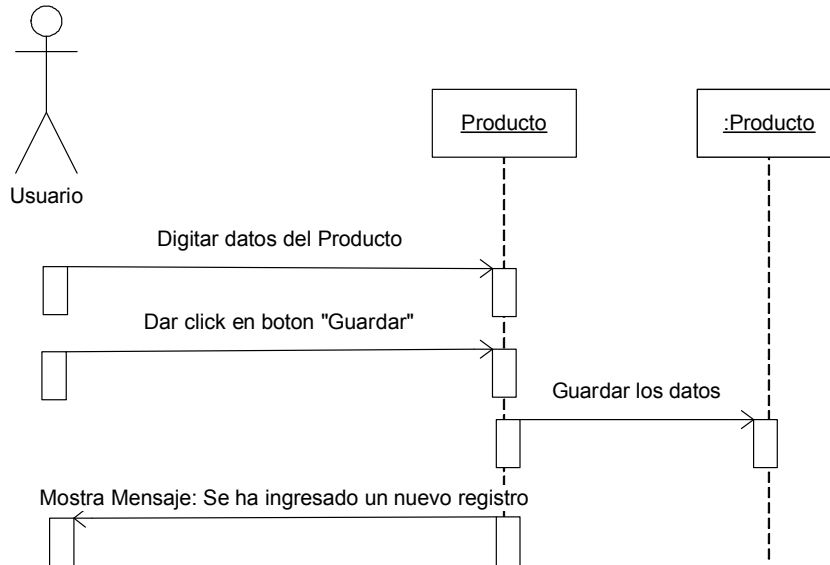 Producto
:Producto
Usuario
Digitar datos del Producto
Dar click en boton "Guardar"
Guardar los datos
Mostra Mensaje: Se ha ingresado un nuevo registro